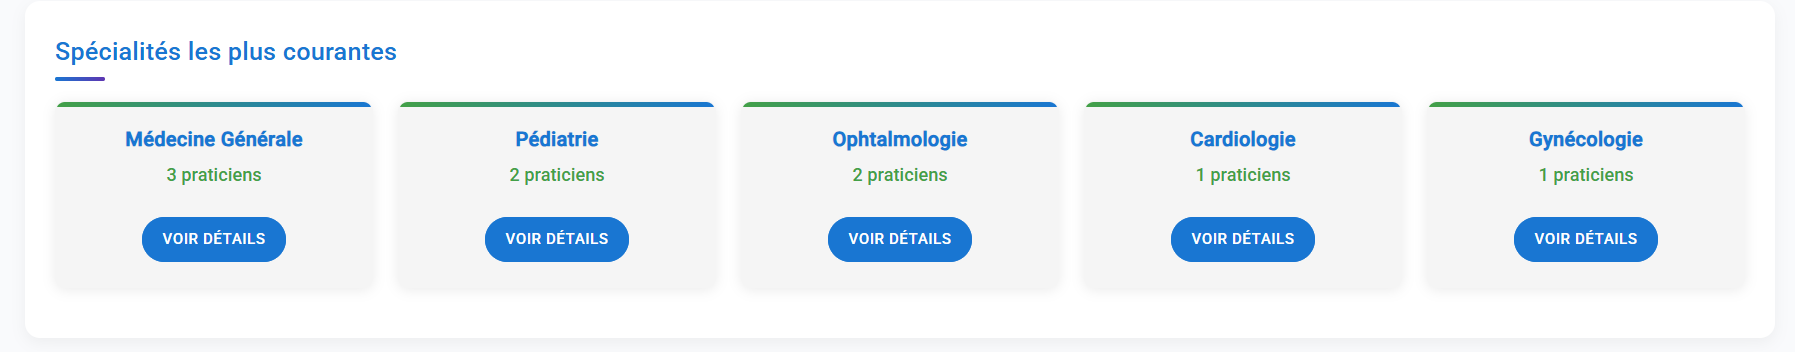 Spécialités les plus courantes
Médecine Générale
3 praticiens
VOIR DÉTAILS
Pédiatrie
2 praticiens
VOIR DÉTAILS
Ophtalmologie
2 praticiens
VOIR DÉTAILS
Cardiologie
1 praticiens
VOIR DÉTAILS
Gynécologie
1 praticiens
VOIR DÉTAILS